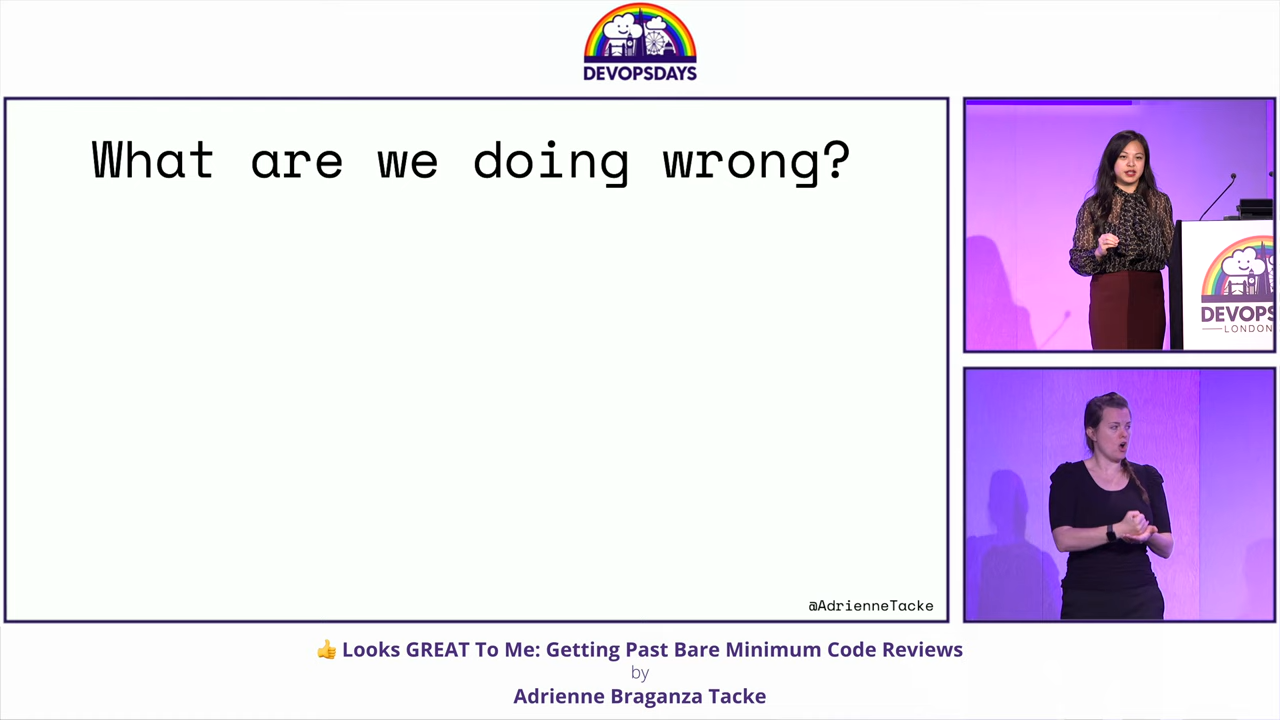 DEVOPSDAYS
What are we doing wrong?
@AdrienneTacke
DEVOPS
LONDON
👍 Looks GREAT To Me: Getting Past Bare Minimum Code Reviews
by
Adrienne Braganza Tacke